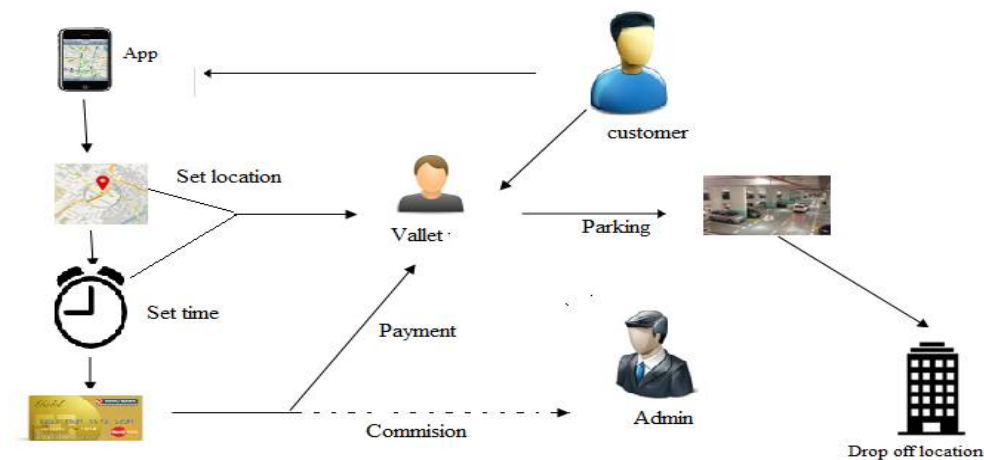 App
customer
Set location
Vallet
Parking
Set time
Payment
Admin
Commision
Drop off location